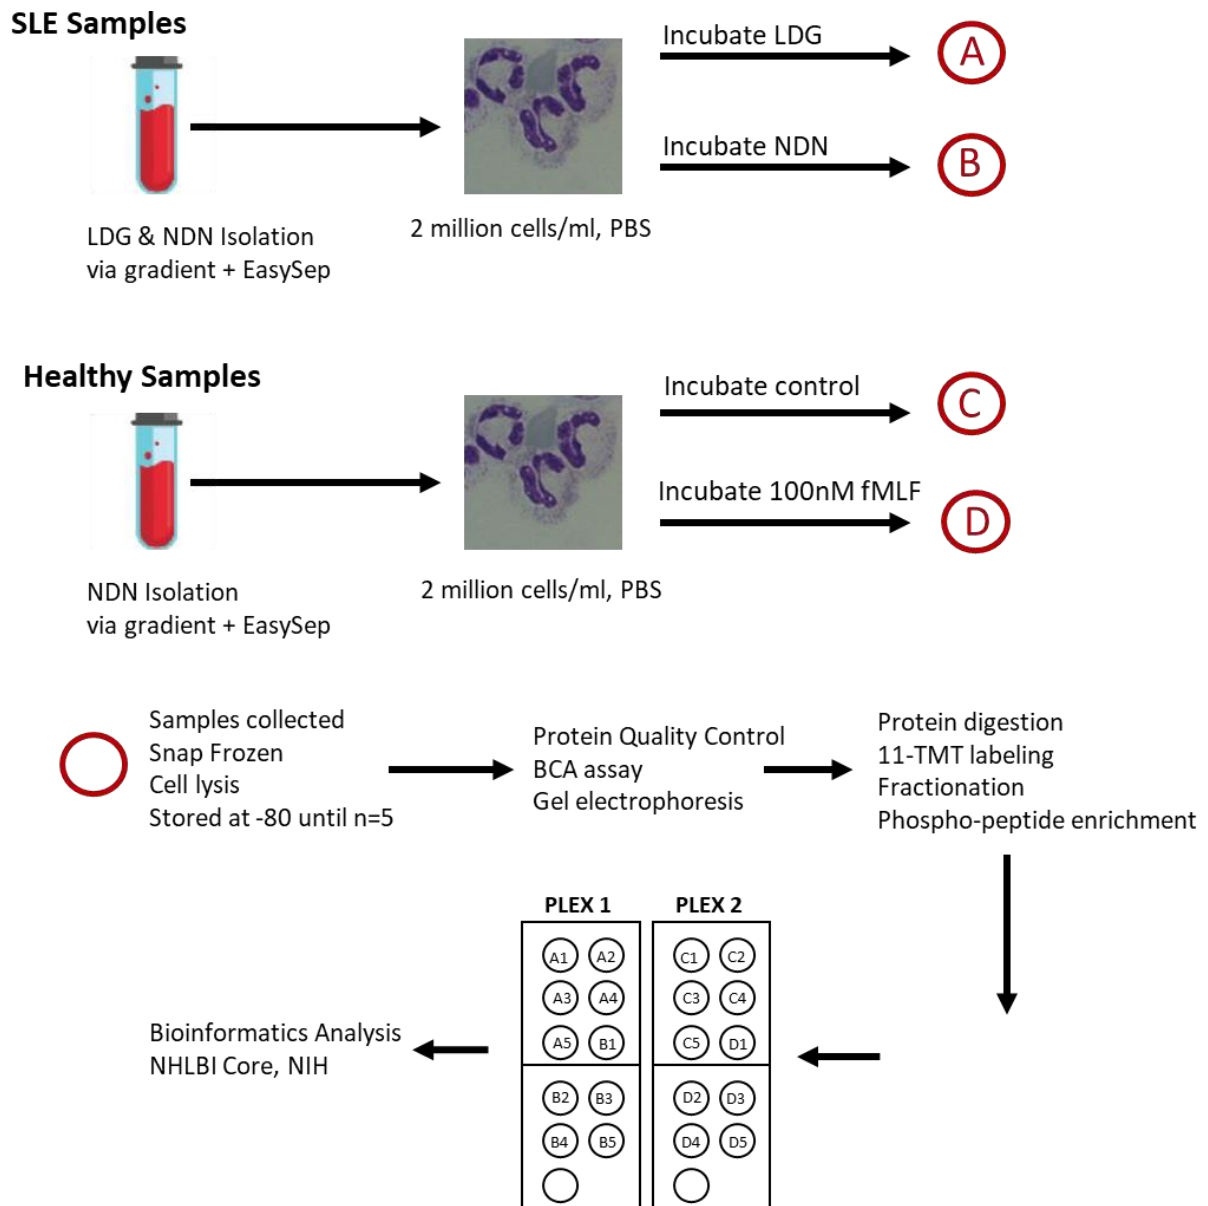 SLE Samples
Incubate LDG
A
Incubate NDN
B
LDG & NDN Isolation
via gradient + EasySep
2 million cells/ml, PBS
Healthy Samples
Incubate control
C
Incubate 100nM fMLF
D
NDN Isolation
via gradient + EasySep
2 million cells/ml, PBS
Samples collected
Snap Frozen
Cell lysis
Stored at -80 until n=5
Protein Quality Control
BCA assay
Gel electrophoresis
Protein digestion
11-TMT labeling
Fractionation
Phospho-peptide enrichment
PLEX 1
A1 A2
A3 A4
A5 B1
B2 B3
B4 B5
PLEX 2
C1 C2
C3 C4
C5 D1
D2 D3
D4 D5
Bioinformatics Analysis
NHLBI Core, NIH